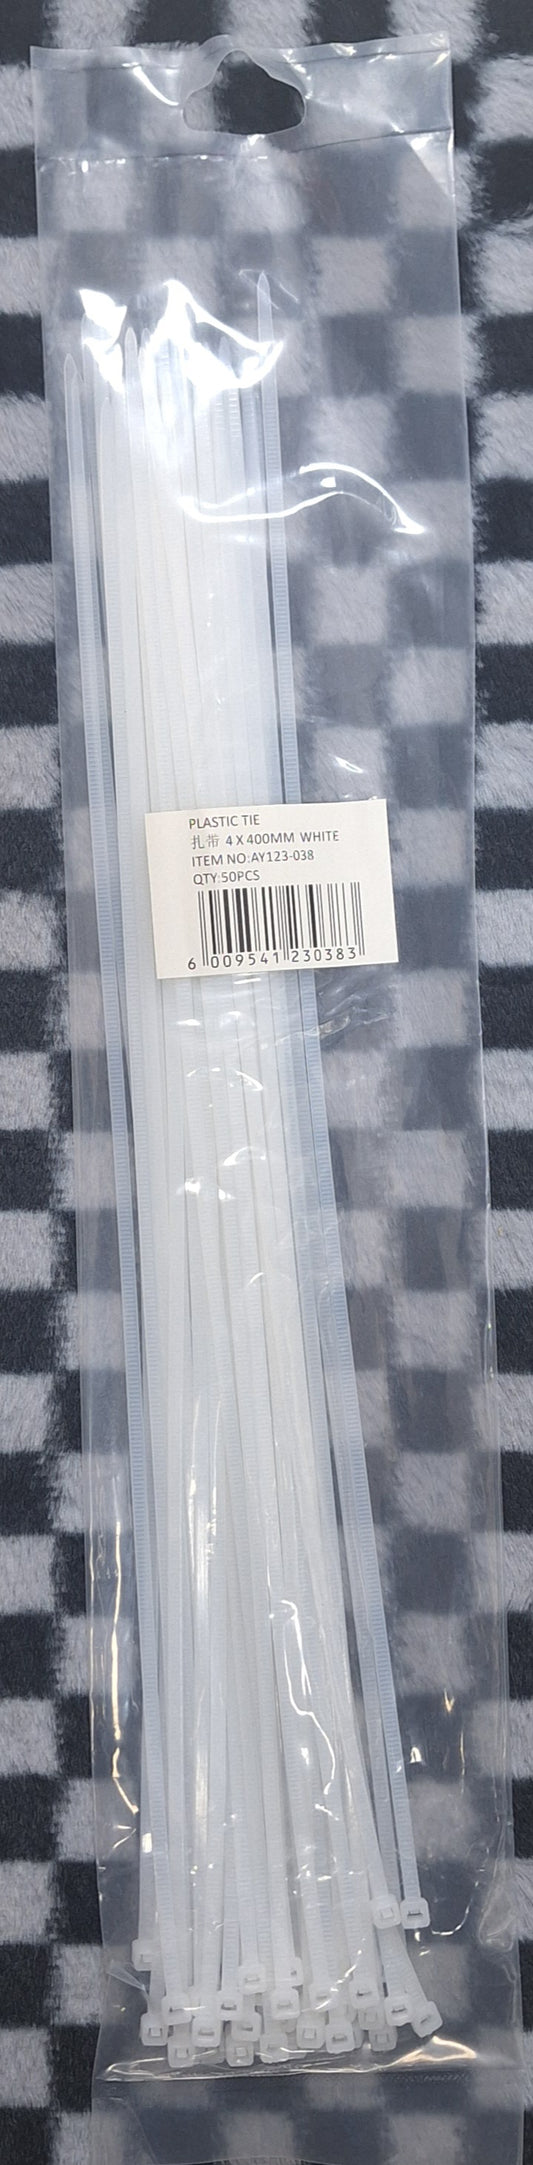 PLASTIC TIE
扎带 4 X 400MM WHITE
ITEM NO:AY123-038
QTY:50PCS
6 009541 230383